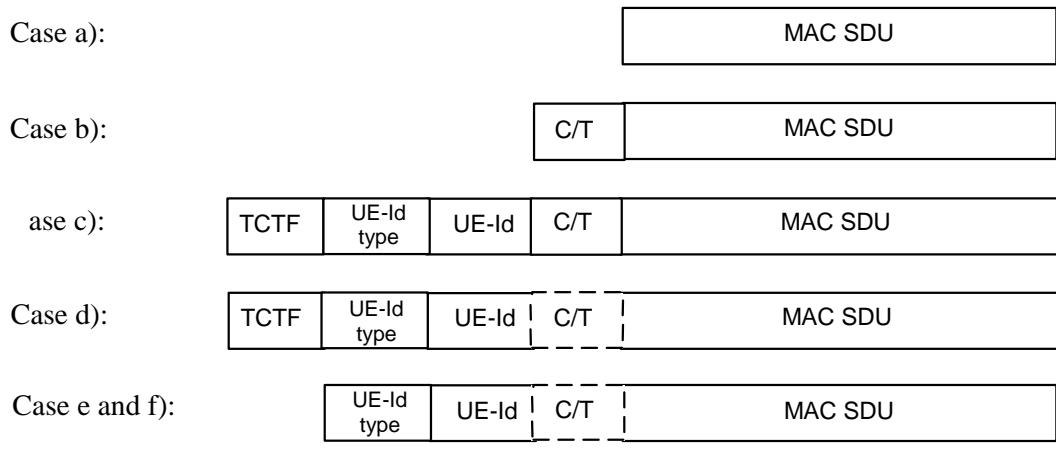 Case a): MAC SDU
Case b): C/T MAC SDU
ase c): TCTF UE-Id type UE-Id C/T MAC SDU
Case d): TCTF UE-Id type UE-Id C/T MAC SDU
Case e and f): UE-Id type UE-Id C/T MAC SDU